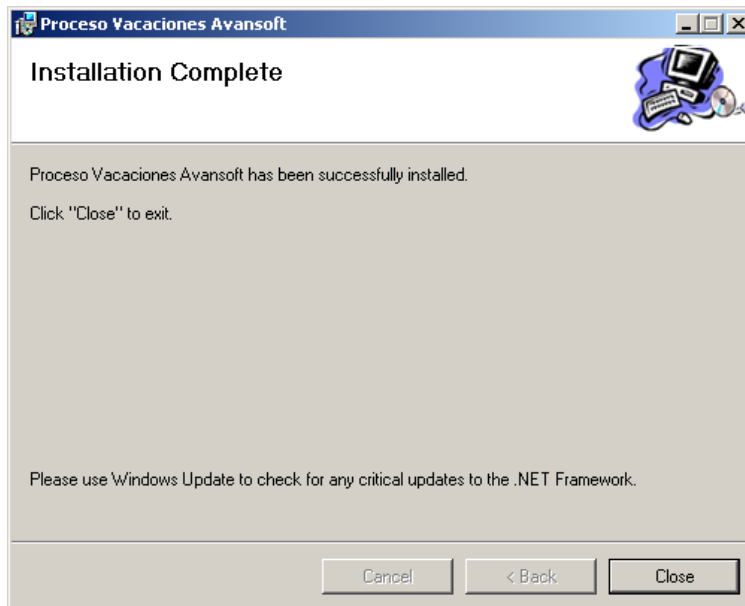 Proceso Vacaciones Avansoft
Installation Complete
Proceso Vacaciones Avansoft has been successfully installed.
Click "Close" to exit.
Please use Windows Update to check for any critical updates to the .NET Framework.
Cancel
< Back
Close